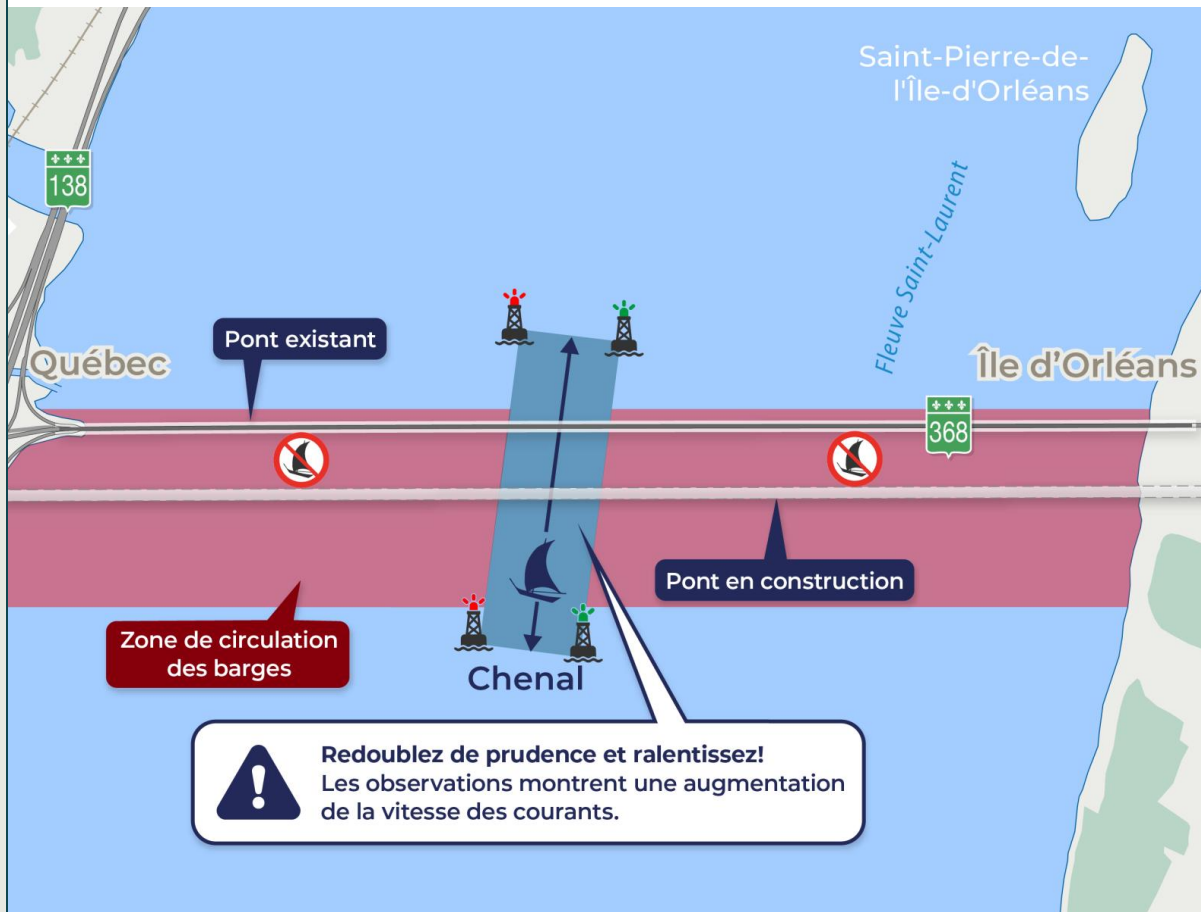 Saint-Pierre-de-
l'Île-d'Orléans
138
Fleuve Saint-Laurent
Pont existant
Québec
Île d'Orléans
368
Pont en construction
Zone de circulation
des barges
Chenal
Redoublez de prudence et ralentissez!
Les observations montrent une augmentation
de la vitesse des courants.